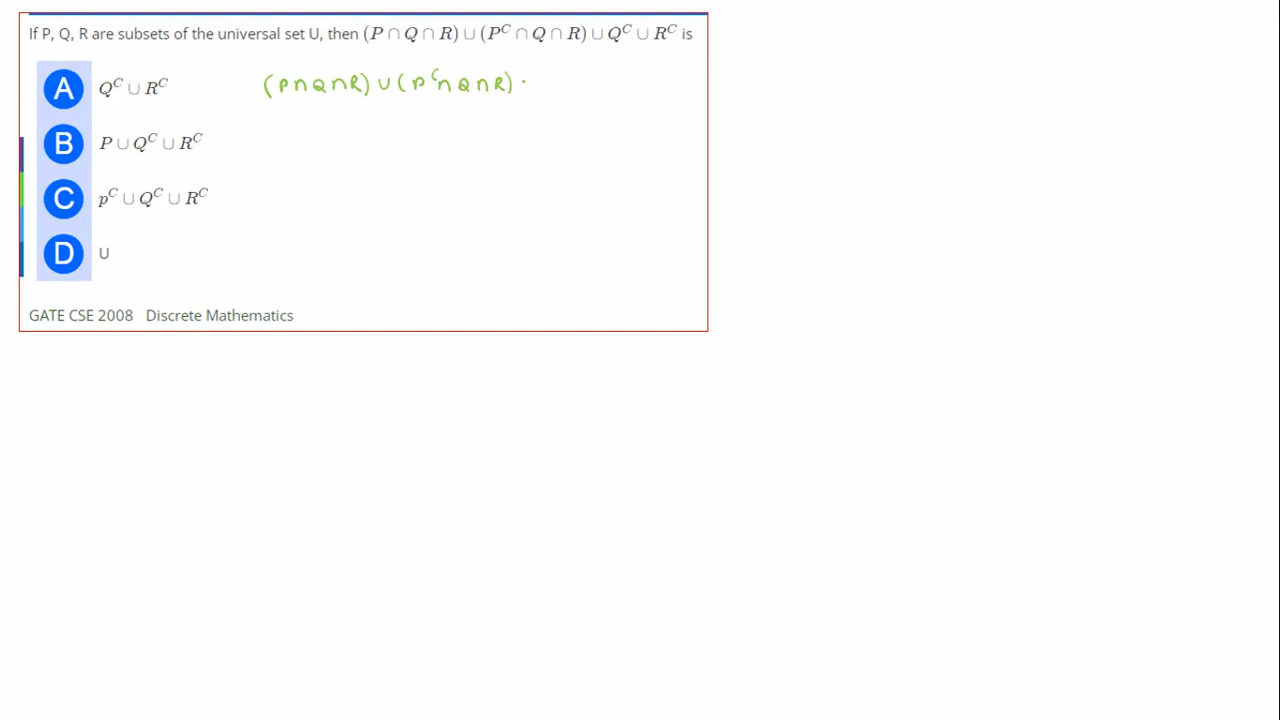 If P, Q, R are subsets of the universal set U, then (P ∩ Q ∩ R) ∪ (P^C ∩ Q ∩ R) ∪ Q^C ∪ R^C is
A Q^C ∪ R^C
(P ∩ Q ∩ R) ∪ (P^C ∩ Q ∩ R) ·
B P ∪ Q^C ∪ R^C
C p^C ∪ Q^C ∪ R^C
D U
GATE CSE 2008 Discrete Mathematics